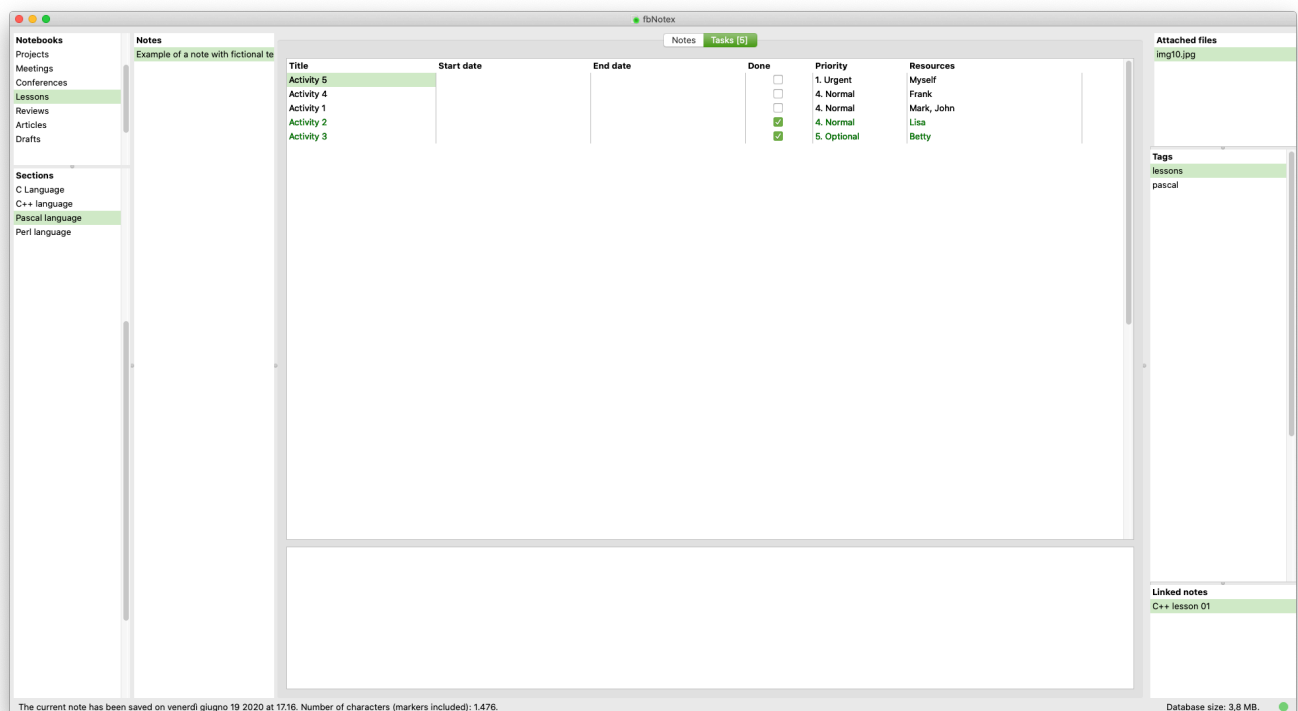 fbNotex
Notebooks
Projects
Meetings
Conferences
Lessons
Reviews
Articles
Drafts
Sections
C Language
C++ language
Pascal language
Perl language
Notes
Example of a note with fictional te
Notes Tasks [5]
Title Start date End date Done Priority Resources
Activity 5 1. Urgent Myself
Activity 4 4. Normal Frank
Activity 1 4. Normal Mark, John
Activity 2 4. Normal Lisa
Activity 3 5. Optional Betty
Attached files
img10.jpg
Tags
lessons
pascal
Linked notes
C++ lesson 01
The current note has been saved on venerdì giugno 19 2020 at 17.16. Number of characters (markers included): 1.476.
Database size: 3,8 MB.